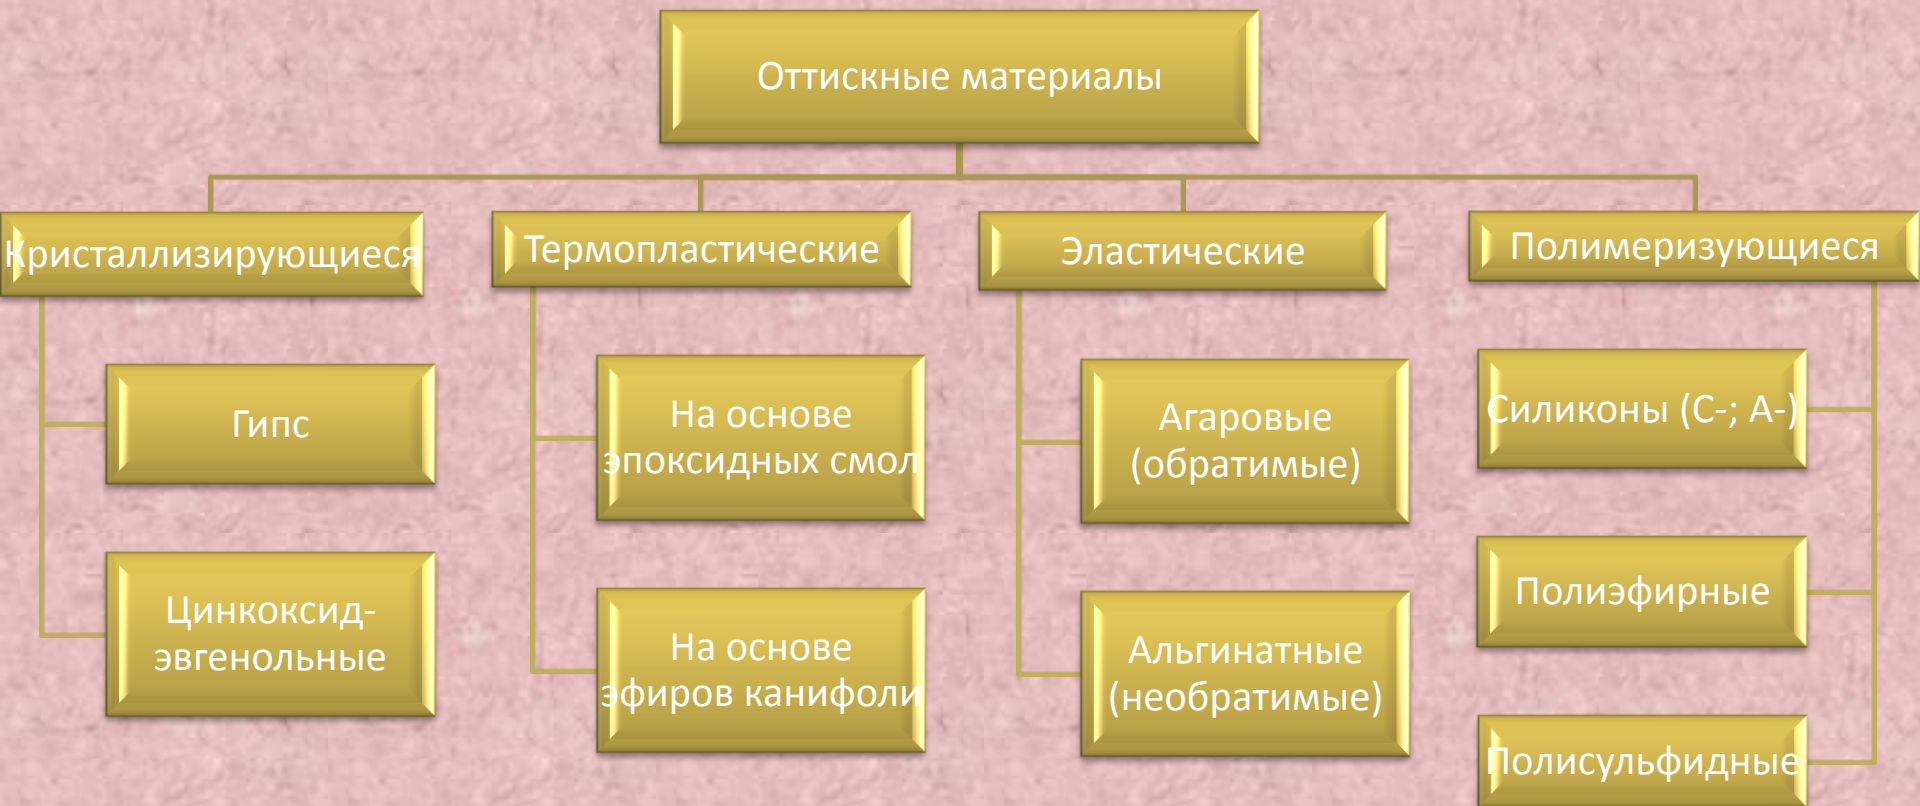 Оттискные материалы
Кристаллизирующиеся
Термопластические
Эластические
Полимеризующиеся
Гипс
Цинкоксид-
эвгенольные
На основе
эпоксидных смол
На основе
эфиров канифоли
Агаровые
(обратимые)
Альгинатные
(необратимые)
Силиконы (С-; А-)
Полиэфирные
Полисульфидные